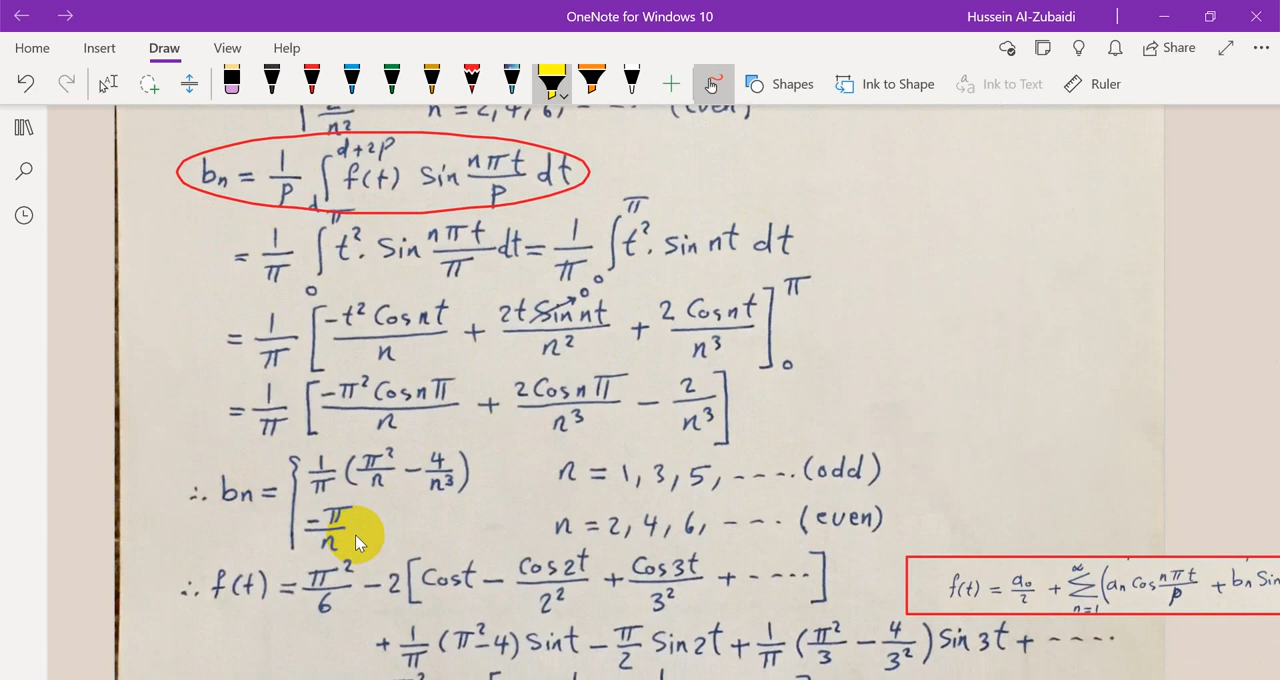 OneNote for Windows 10
Hussein Al-Zubaidi
Home Insert Draw View Help
Share
Shapes Ink to Shape Ink to Text Ruler
2/n² n = 2, 4, 6, - - - (even)
bn = 1/P ∫_d^{d+2P} f(t) Sin nπt/P dt
= 1/π ∫_0^π t². Sin nπt/π dt = 1/π ∫_0^π t². sin nt dt
= 1/π [ -t² Cos nt/n + 2t Sin nt/n² → 0 + 2 Cos nt/n³ ]_0^π
= 1/π [ -π² Cos nπ/n + 2 Cos nπ/n³ - 2/n³ ]
∴ bn = { 1/π (π²/n - 4/n³) n = 1, 3, 5, - - - . (odd)
-π/n n = 2, 4, 6, - - - . (even)
∴ f(t) = π²/6 - 2 [ Cos t - Cos 2t/2² + Cos 3t/3² + - - - . ]
f(t) = a₀/2 + ∑_{n=1}^∞ (an Cos nπt/P + bn Sin
+ 1/π (π² - 4) Sin t - π/2 Sin 2t + 1/π (π²/3 - 4/3²) Sin 3t + - - - .